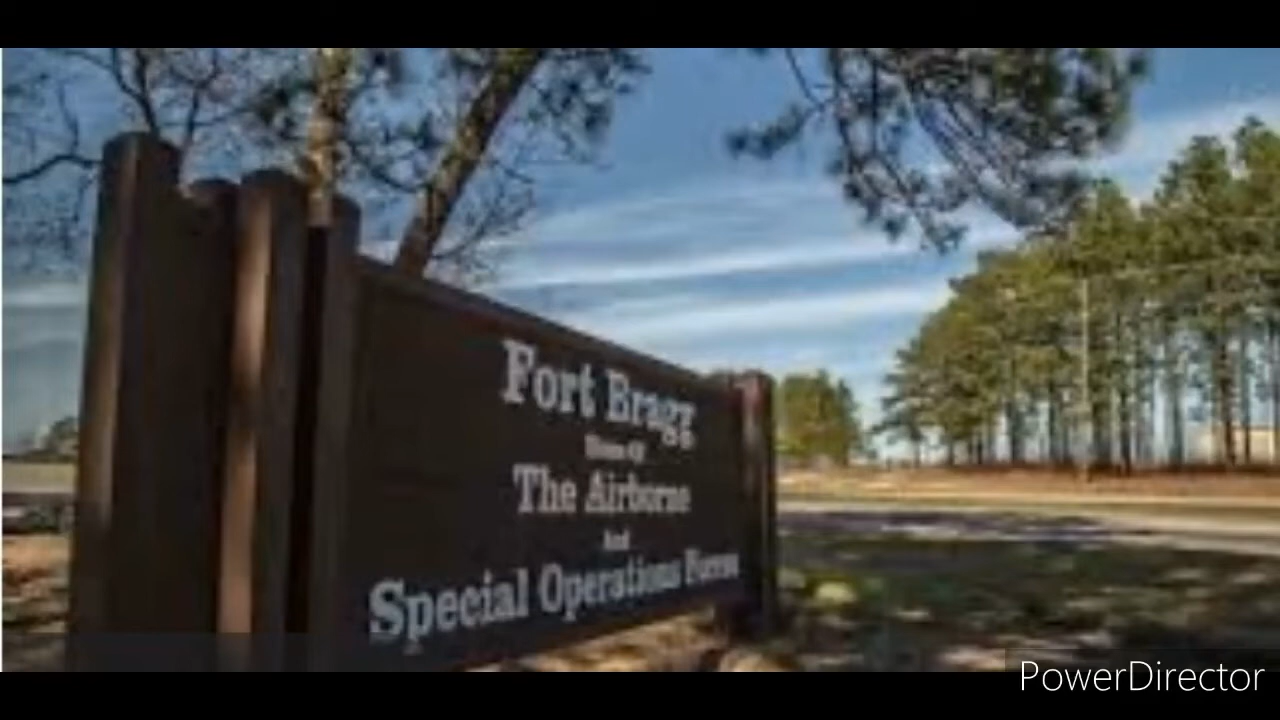 Fort Bragg
Home Of
The Airborne
And
Special Operations Forces
PowerDirector